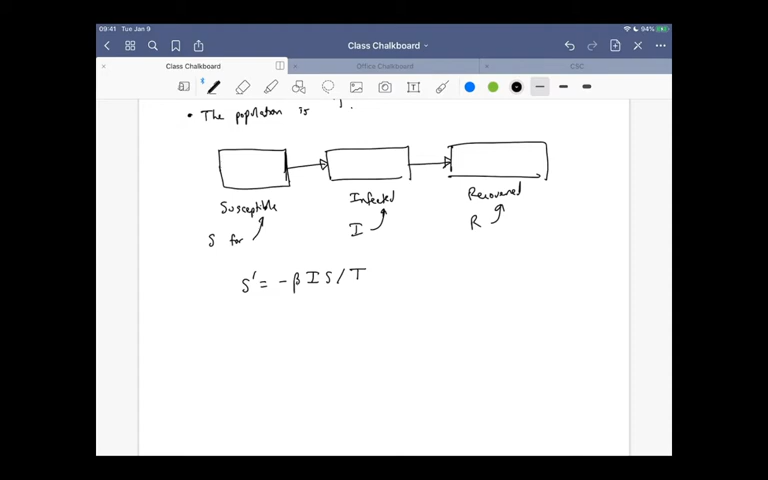 09:41 Tue Jan 9
94%
Class Chalkboard
Class Chalkboard
Office Chalkboard
CSC
• The population is
Susceptible
Infected
Recovered
S for
I
R
S' = - β I S / T